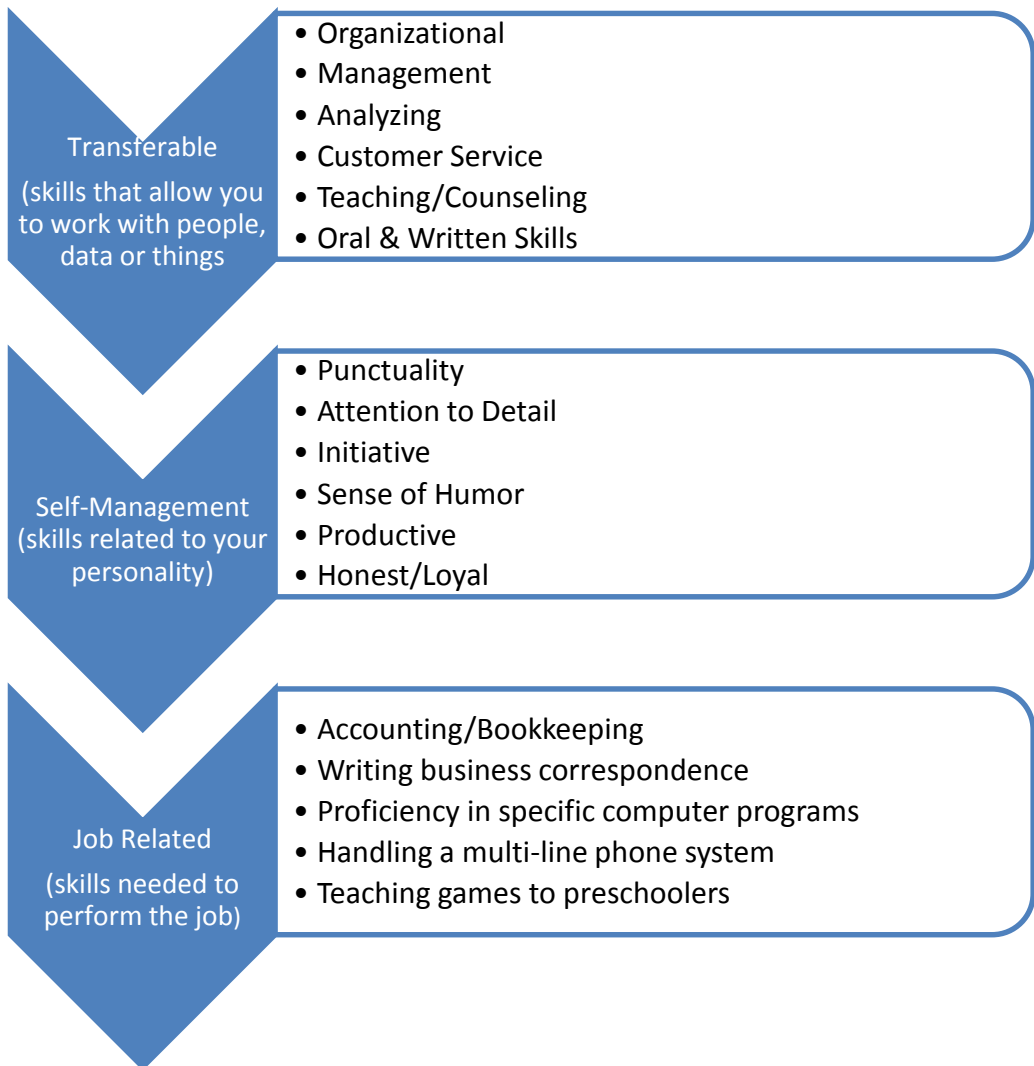 Transferable
(skills that allow you
to work with people,
data or things
• Organizational
• Management
• Analyzing
• Customer Service
• Teaching/Counseling
• Oral & Written Skills
Self-Management
(skills related to your
personality)
• Punctuality
• Attention to Detail
• Initiative
• Sense of Humor
• Productive
• Honest/Loyal
Job Related
(skills needed to
perform the job)
• Accounting/Bookkeeping
• Writing business correspondence
• Proficiency in specific computer programs
• Handling a multi-line phone system
• Teaching games to preschoolers